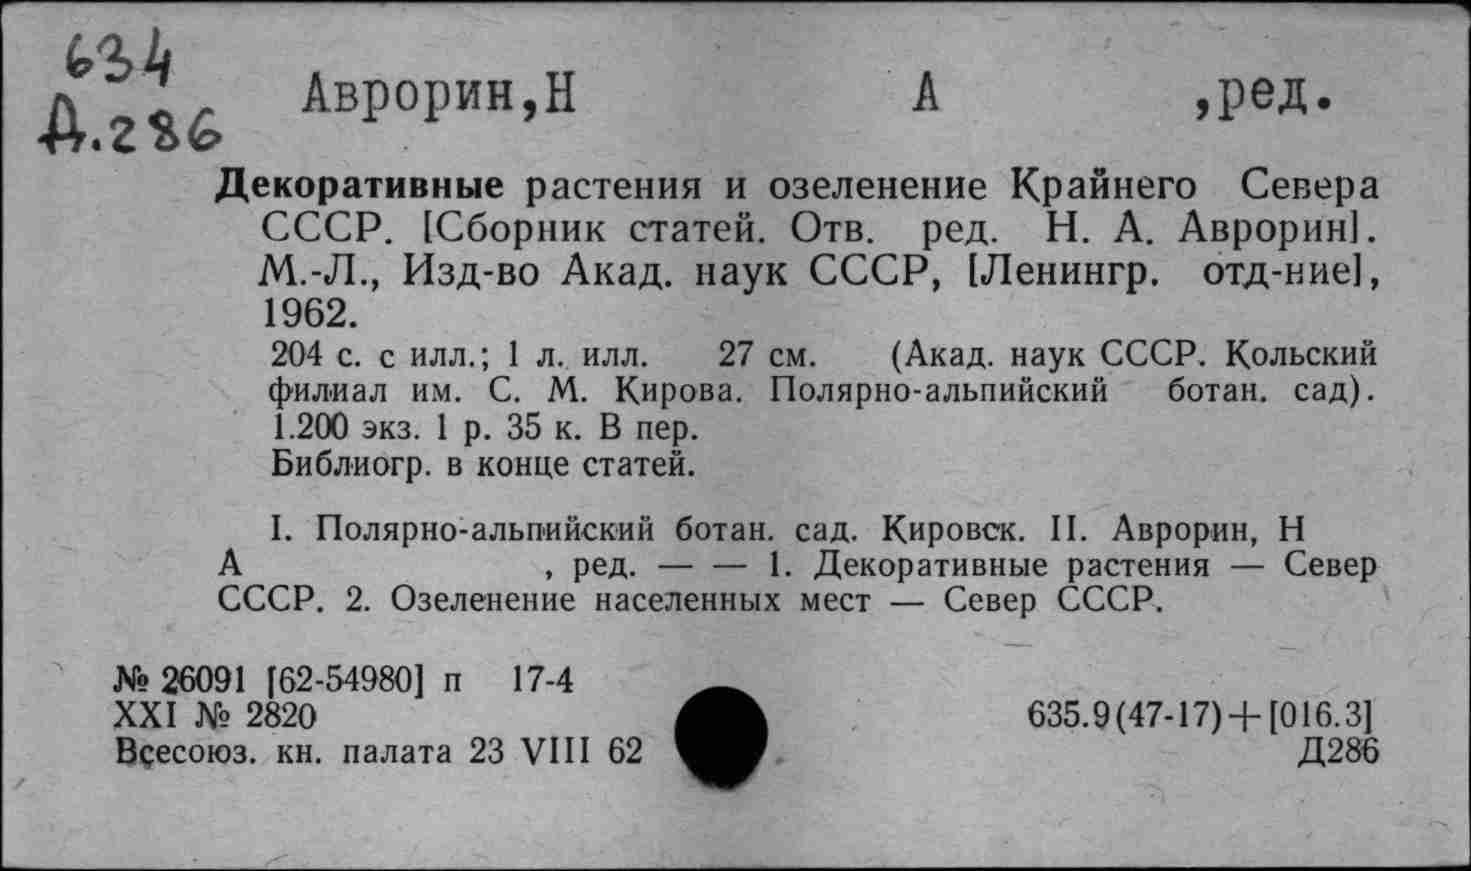 634
Д.286
Аврорин,Н А ,ред.
Декоративные растения и озеленение Крайнего Севера
СССР. [Сборник статей. Отв. ред. Н. А. Аврорин].
М.-Л., Изд-во Акад. наук СССР, [Ленингр. отд-ние],
1962.
204 с. с илл.; 1 л. илл. 27 см. (Акад. наук СССР. Кольский
филиал им. С. М. Кирова. Полярно-альпийский ботан. сад).
1.200 экз. 1 р. 35 к. В пер.
Библиогр. в конце статей.
I. Полярно-альпийский ботан. сад. Кировск. II. Аврорин, Н
А , ред. — — 1. Декоративные растения — Север
СССР. 2. Озеленение населенных мест — Север СССР.
№ 26091 [62-54980] п 17-4
XXI № 2820
Всесоюз. кн. палата 23 VIII 62
635.9(47-17)+[016.3]
Д286